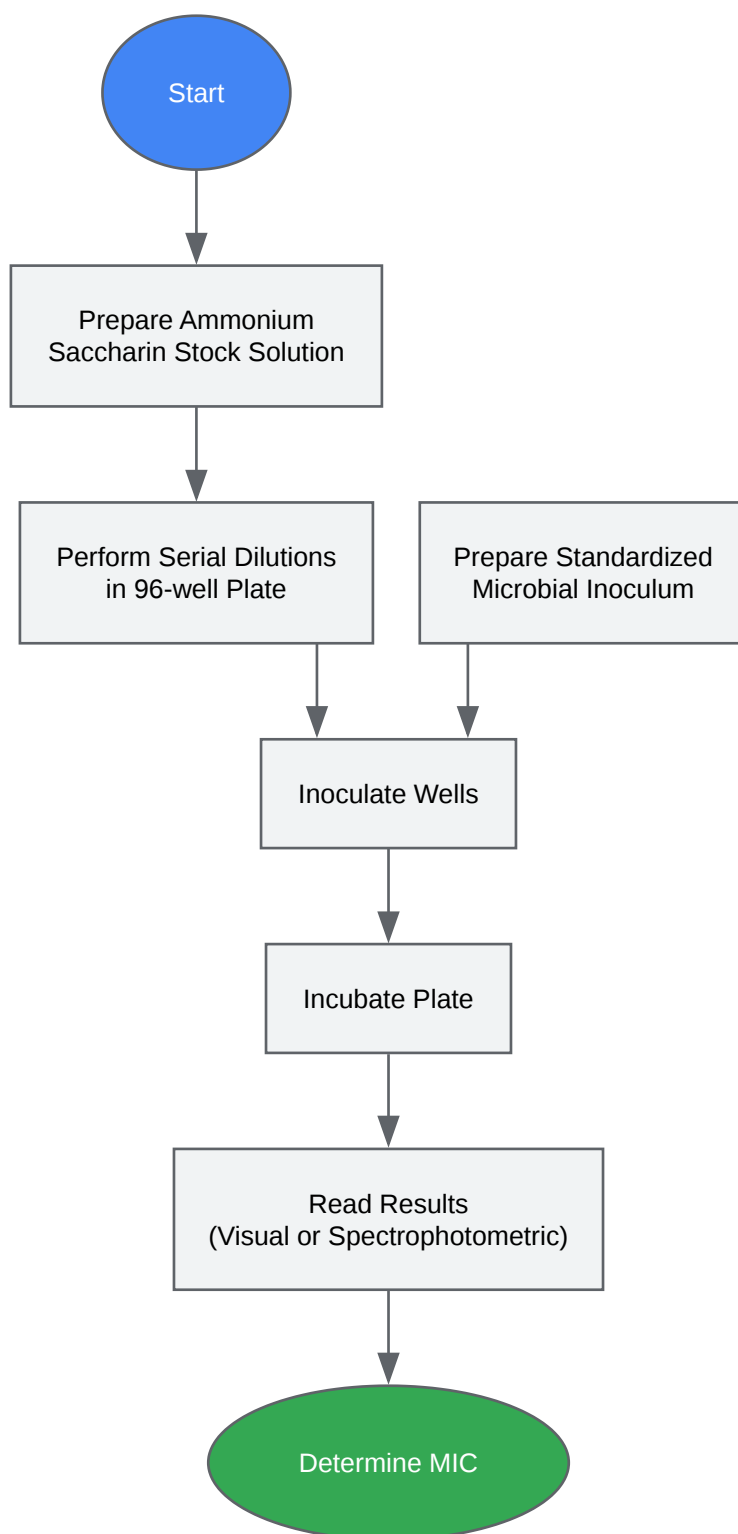 Start
Prepare Ammonium
Saccharin Stock Solution
Perform Serial Dilutions
in 96-well Plate
Prepare Standardized
Microbial Inoculum
Inoculate Wells
Incubate Plate
Read Results
(Visual or Spectrophotometric)
Determine MIC